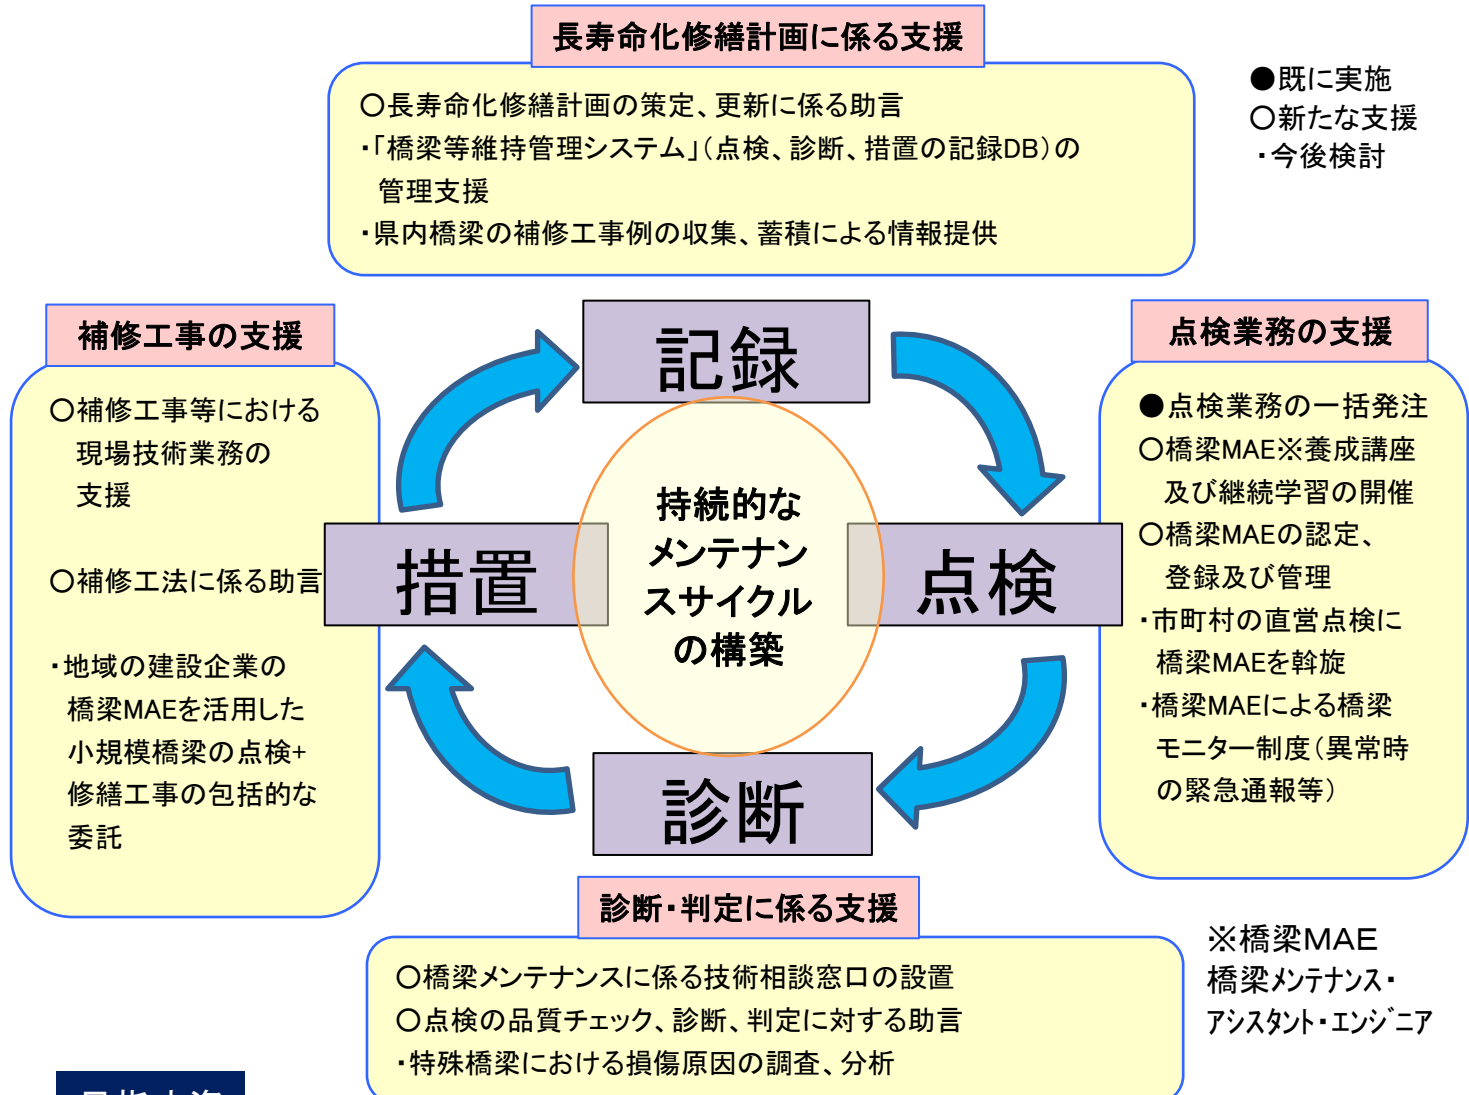 長寿命化修繕計画に係る支援
○長寿命化修繕計画の策定、更新に係る助言
・「橋梁等維持管理システム」（点検、診断、措置の記録DB）の
管理支援
・県内橋梁の補修工事例の収集、蓄積による情報提供
●既に実施
○新たな支援
・今後検討
補修工事の支援
○補修工事等における
現場技術業務の
支援
○補修工法に係る助言
・地域の建設企業の
橋梁MAEを活用した
小規模橋梁の点検+
修繕工事の包括的な
委託
記録
措置
持続的な
メンテナン
スサイクル
の構築
点検
診断
点検業務の支援
●点検業務の一括発注
○橋梁MAE※養成講座
及び継続学習の開催
○橋梁MAEの認定、
登録及び管理
・市町村の直営点検に
橋梁MAEを斡旋
・橋梁MAEによる橋梁
モニター制度（異常時
の緊急通報等）
診断・判定に係る支援
○橋梁メンテナンスに係る技術相談窓口の設置
○点検の品質チェック、診断、判定に対する助言
・特殊橋梁における損傷原因の調査、分析
※橋梁ＭＡＥ
橋梁ﾒﾝﾃﾅﾝｽ・
ｱｼｽﾀﾝﾄ・ｴﾝｼﾞﾆｱ